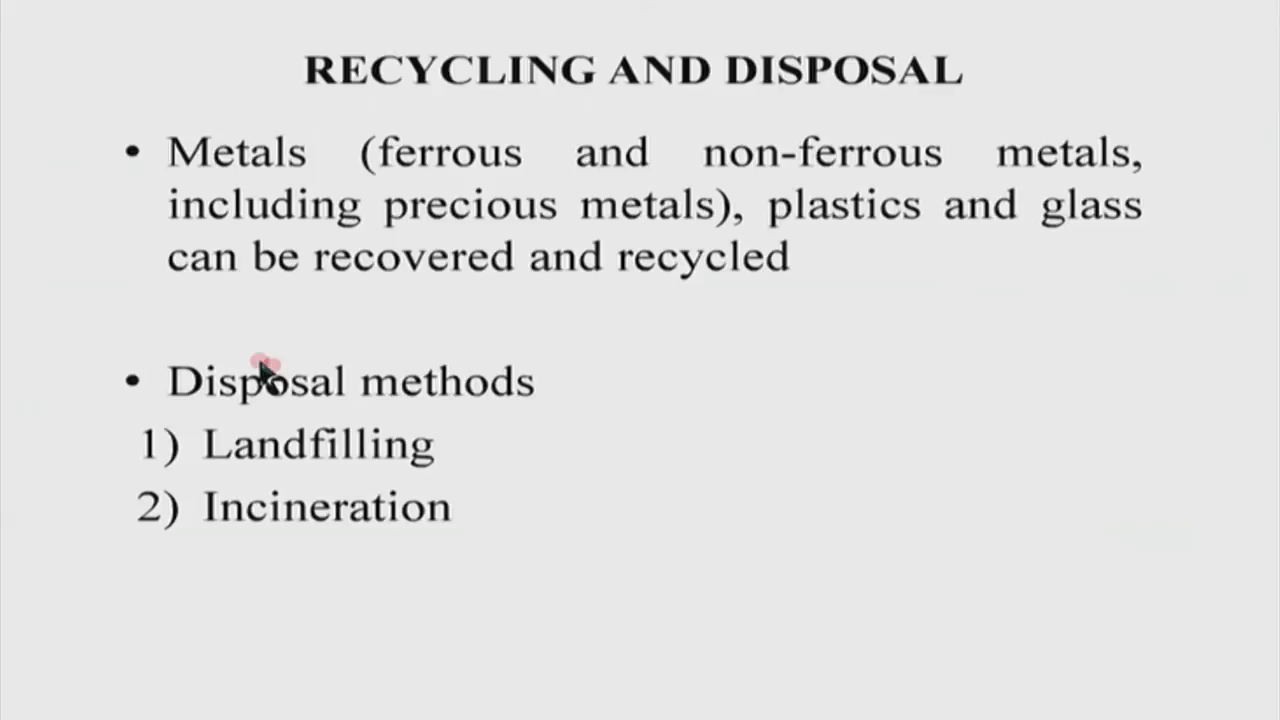 RECYCLING AND DISPOSAL
• Metals (ferrous and non-ferrous metals,
including precious metals), plastics and glass
can be recovered and recycled
• Disposal methods
1) Landfilling
2) Incineration